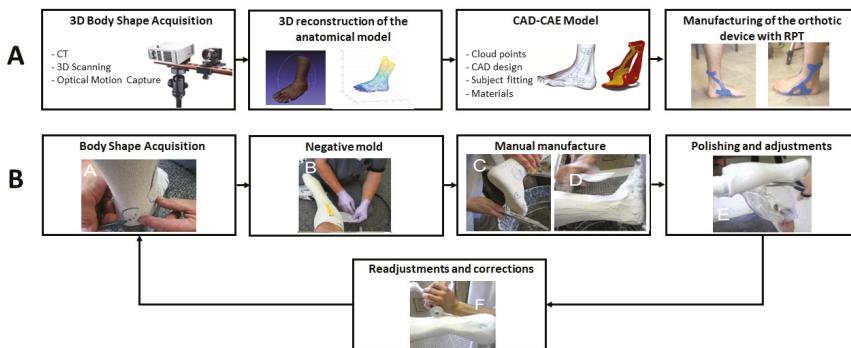 A
3D Body Shape Acquisition
- CT
- 3D Scanning
- Optical Motion Capture
3D reconstruction of the
anatomical model
CAD-CAE Model
- Cloud points
- CAD design
- Subject fitting
- Materials
Manufacturing of the orthotic
device with RPT
B
Body Shape Acquisition
A
Negative mold
B
Manual manufacture
C
D
Polishing and adjustments
E
Readjustments and corrections
F